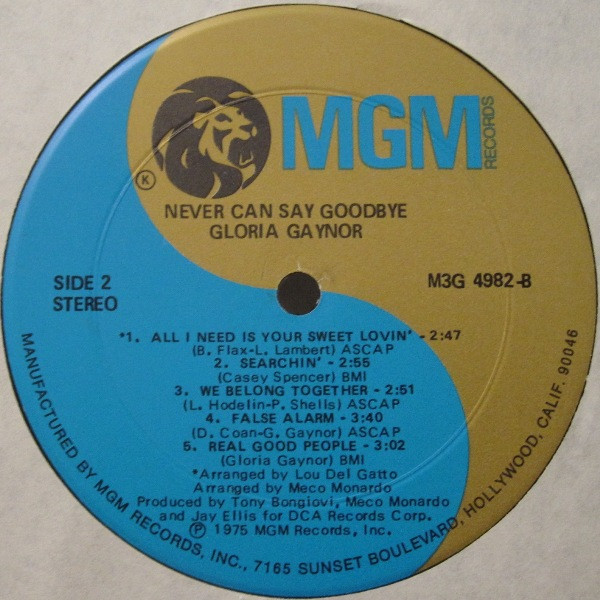 MGM
RECORDS
K
NEVER CAN SAY GOODBYE
GLORIA GAYNOR
SIDE 2
STEREO
M3G 4982-B
*1. ALL I NEED IS YOUR SWEET LOVIN' - 2:47
(B. Flax-L. Lambert) ASCAP
2. SEARCHIN' - 2:55
(Casey Spencer) BMI
3. WE BELONG TOGETHER - 2:51
(L. Hodelin-P. Shells) ASCAP
4. FALSE ALARM - 3:40
(D. Coan-G. Gaynor) ASCAP
5. REAL GOOD PEOPLE - 3:02
(Gloria Gaynor) BMI
*Arranged by Lou Del Gatto
Arranged by Meco Monardo
Produced by Tony Bongiovi, Meco Monardo
and Jay Ellis for DCA Records Corp.
℗ 1975 MGM Records, Inc.
MANUFACTURED BY MGM RECORDS, INC., 7165 SUNSET BOULEVARD, HOLLYWOOD, CALIF. 90046